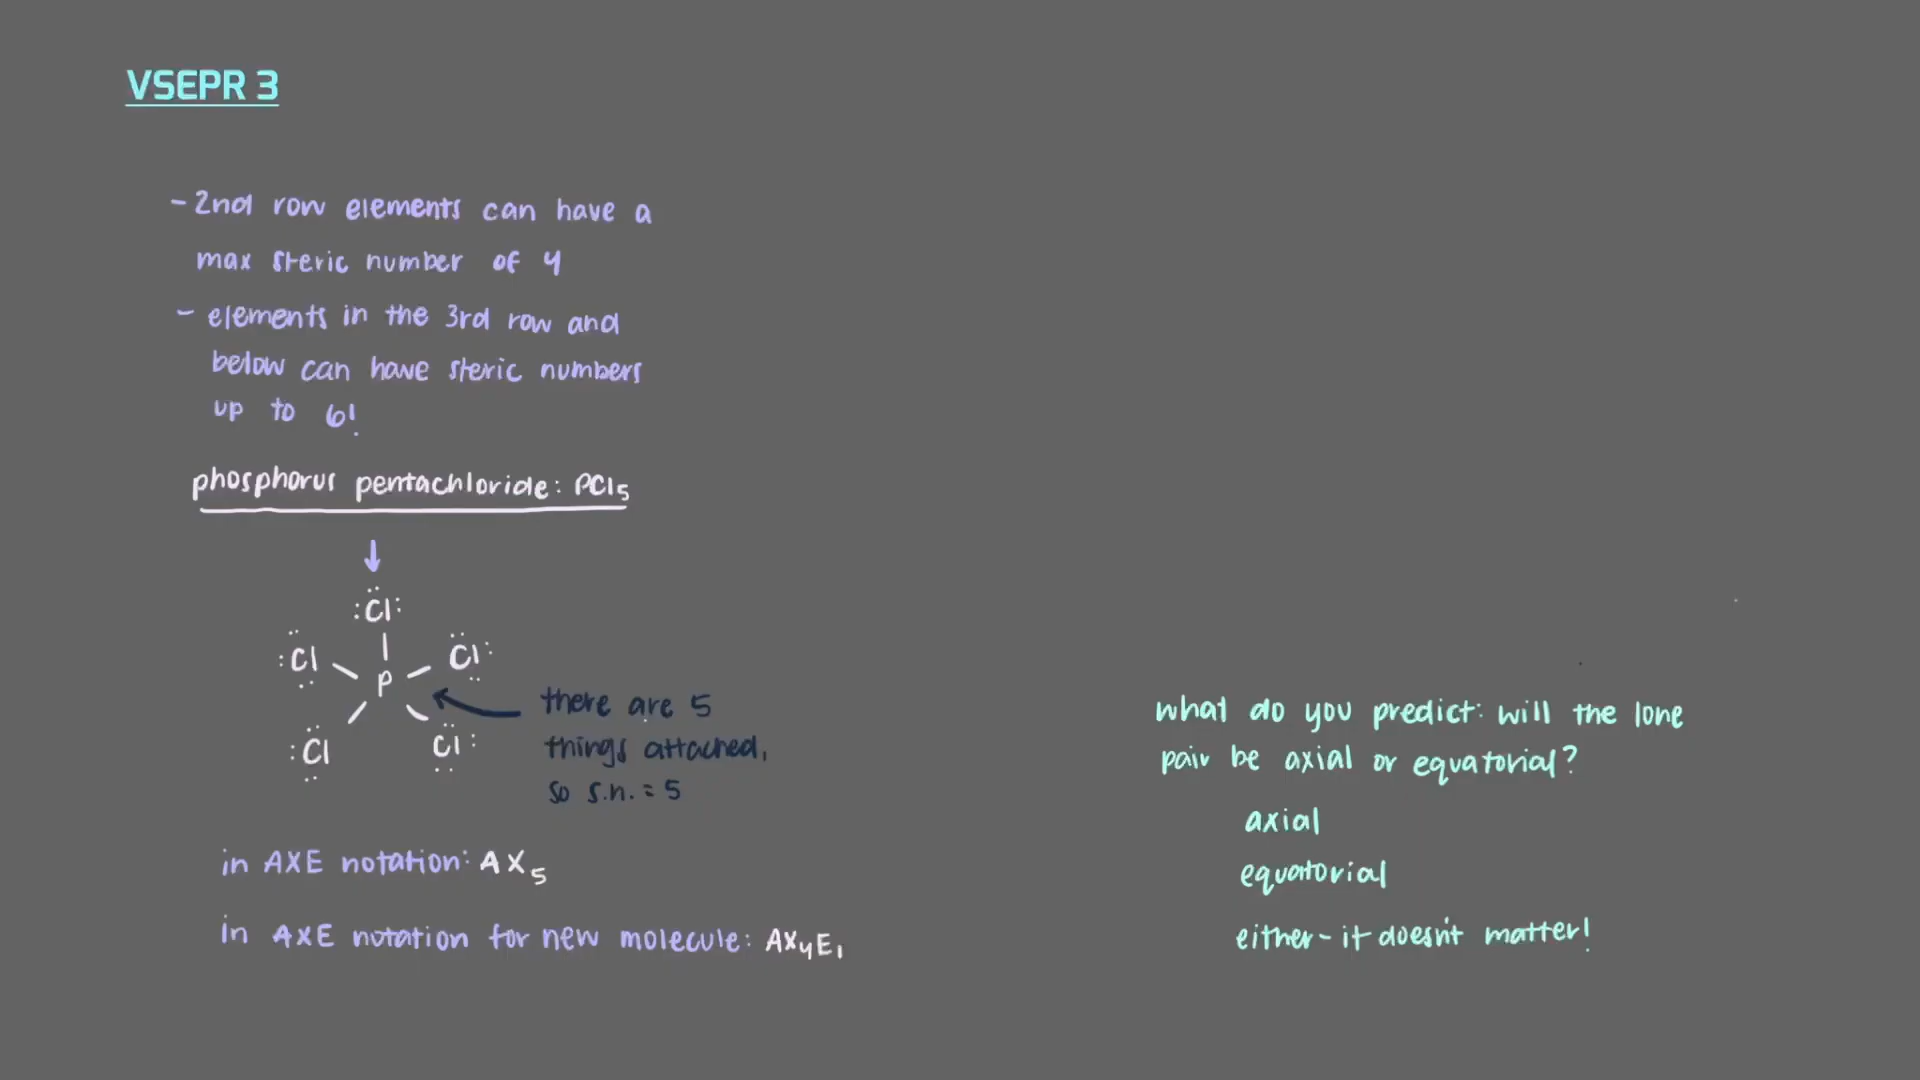 VSEPR 3
- 2nd row elements can have a
max steric number of 4
- elements in the 3rd row and
below can have steric numbers
up to 6!
phosphorus pentachloride: PCl₅
↓
:Cl:
:Cl
Cl:
P
:Cl
Cl:
there are 5
things attached,
so s.n. = 5
in AXE notation: AX₅
in AXE notation for new molecule: AX₄E₁
what do you predict: will the lone
pair be axial or equatorial?
axial
equatorial
either - it doesn't matter!